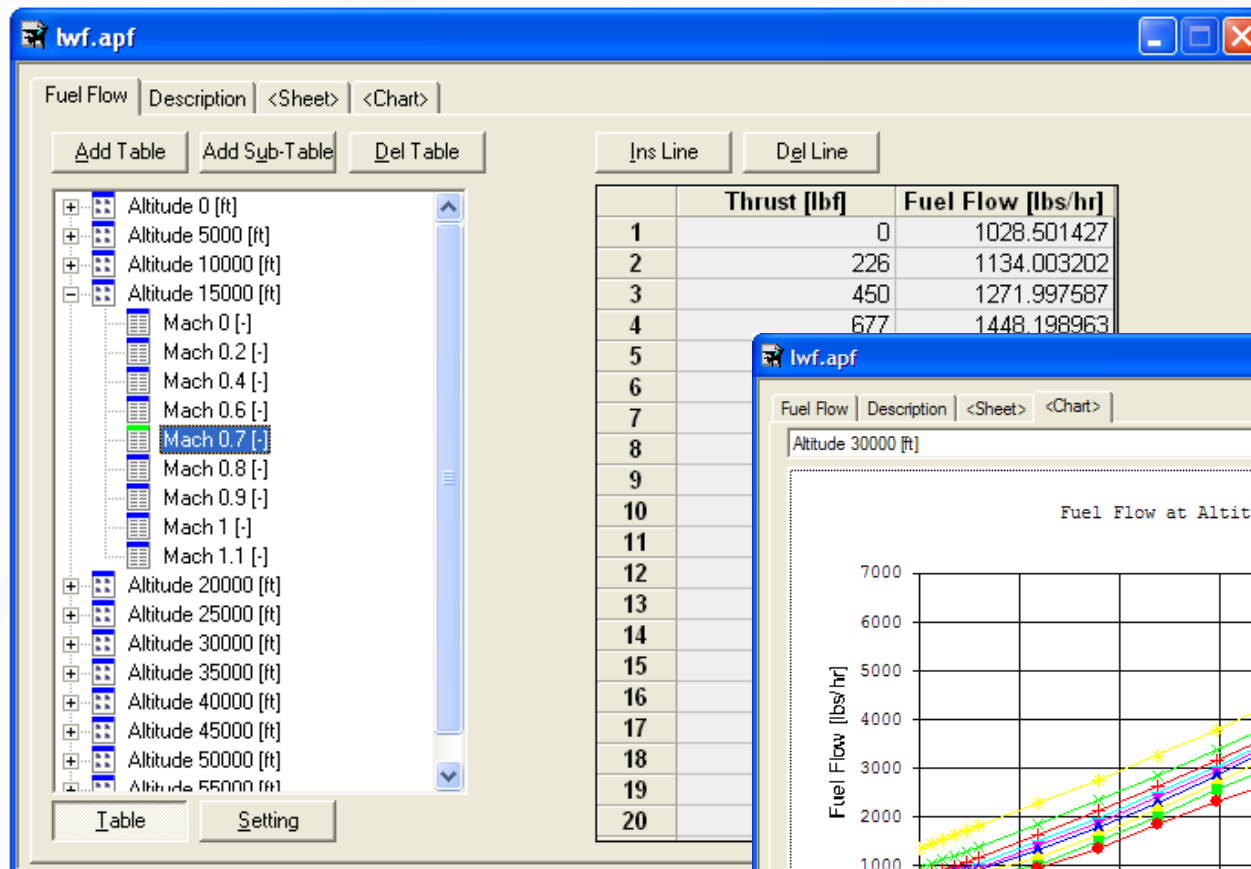 lwf.apf
Fuel Flow Description <Sheet> <Chart>
Add Table Add Sub-Table Del Table
Altitude 0 [ft]
Altitude 5000 [ft]
Altitude 10000 [ft]
Altitude 15000 [ft]
Mach 0 [-]
Mach 0.2 [-]
Mach 0.4 [-]
Mach 0.6 [-]
Mach 0.7 [-]
Mach 0.8 [-]
Mach 0.9 [-]
Mach 1 [-]
Mach 1.1 [-]
Altitude 20000 [ft]
Altitude 25000 [ft]
Altitude 30000 [ft]
Altitude 35000 [ft]
Altitude 40000 [ft]
Altitude 45000 [ft]
Altitude 50000 [ft]
Altitude 55000 [ft]
Table Setting
Ins Line Del Line
Thrust [lbf] Fuel Flow [lbs/hr]
1 0 1028.501427
2 226 1134.003202
3 450 1271.997587
4 677 1448.198963
5
6
7
8
9
10
11
12
13
14
15
16
17
18
19
20
lwf.apf
Fuel Flow Description <Sheet> <Chart>
Altitude 30000 [ft]
Fuel Flow at Altit
Fuel Flow [lbs/hr]
7000
6000
5000
4000
3000
2000
1000